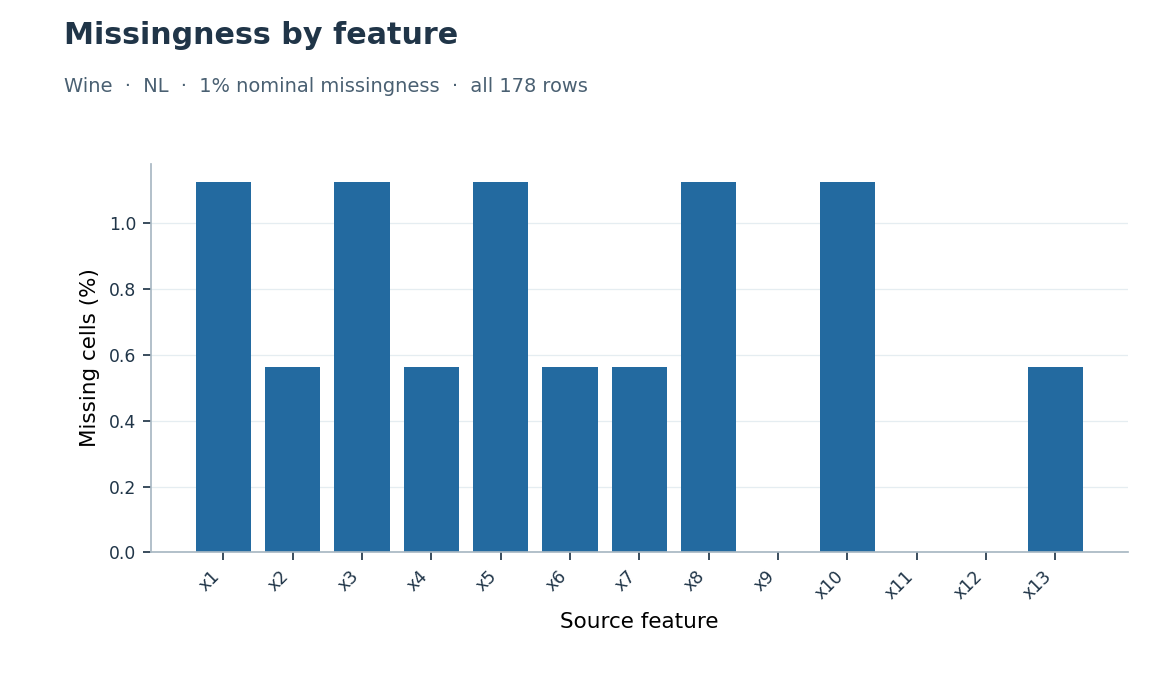 Missingness by feature
Wine · NL · 1% nominal missingness · all 178 rows
Missing cells (%)
1.0
0.8
0.6
0.4
0.2
0.0
x1 x2 x3 x4 x5 x6 x7 x8 x9 x10 x11 x12 x13
Source feature